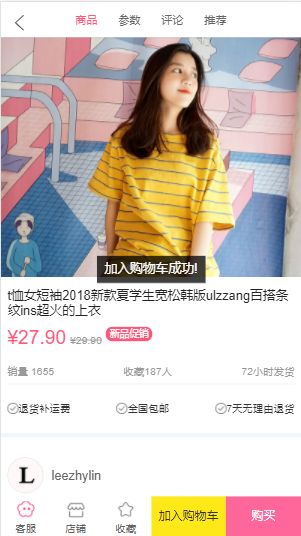 商品 参数 评论 推荐
加入购物车成功!
t恤女短袖2018新款夏学生宽松韩版ulzzang百搭条
纹ins超火的上衣
¥27.90 ¥29.90 新品促销
销量 1655 收藏187人 72小时发货
退货补运费 全国包邮 7天无理由退货
L leezhylin
客服 店铺 收藏 加入购物车 购买